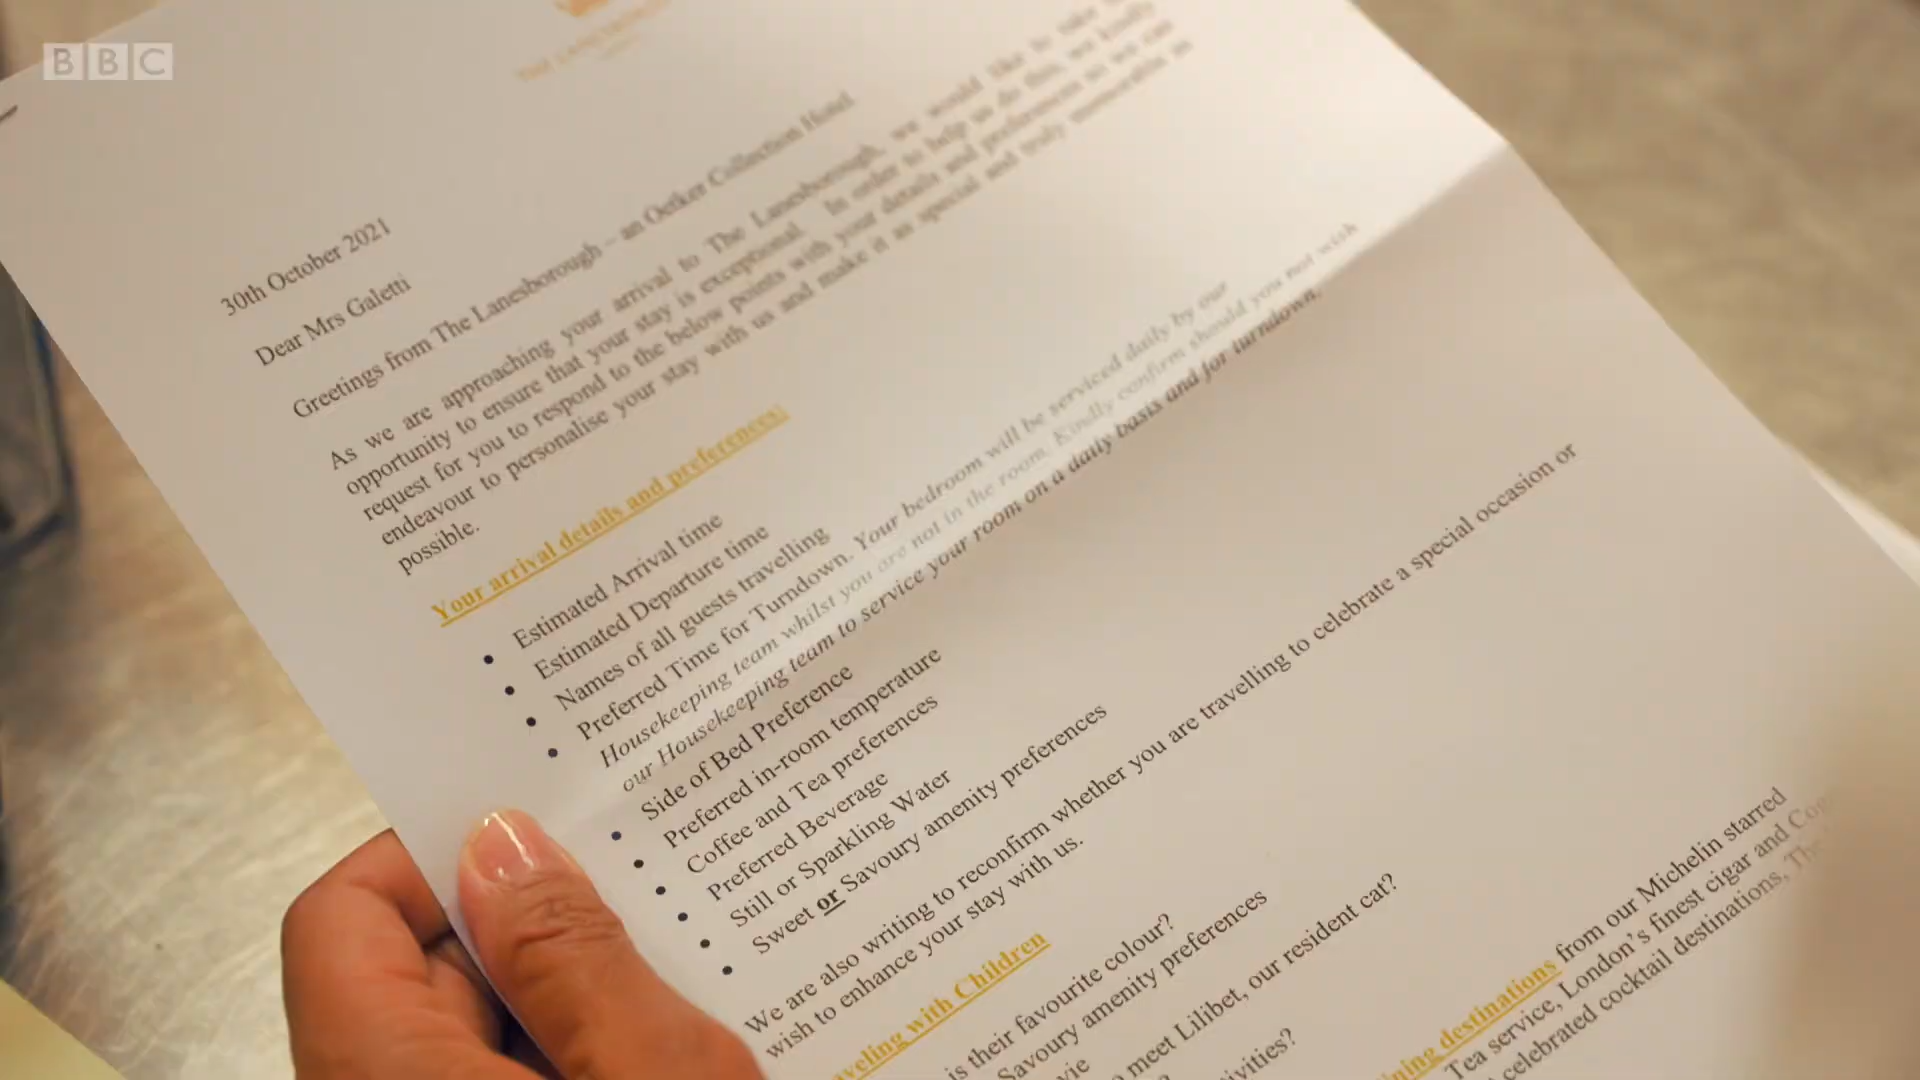 BBC
THE LANESBOROUGH
30th October 2021
Dear Mrs Galetti
Greetings from The Lanesborough – an Oetker Collection Hotel.
As we are approaching your arrival to The Lanesborough, we would like to take
opportunity to ensure that your stay is exceptional. In order to help us do this, we kindly
request for you to respond to the below points with your details and preferences so we can
endeavour to personalise your stay with us and make it as special and truly memorable as
possible.
Your arrival details and preferences:
• Estimated Arrival time
• Estimated Departure time
• Names of all guests travelling
• Preferred Time for Turndown. Your bedroom will be serviced daily by our
Housekeeping team whilst you are not in the room. Kindly confirm should you not wish
our Housekeeping team to service your room on a daily basis and for turndown.
• Side of Bed Preference
• Preferred in-room temperature
• Coffee and Tea preferences
• Preferred Beverage
• Still or Sparkling Water
• Sweet or Savoury amenity preferences
We are also writing to reconfirm whether you are travelling to celebrate a special occasion or
wish to enhance your stay with us.
aveling with Children
is their favourite colour?
Savoury amenity preferences
vie
o meet Lilibet, our resident cat?
tivities?
ning destinations from our Michelin starred
Tea service, London's finest cigar and Cog
celebrated cocktail destinations, Th